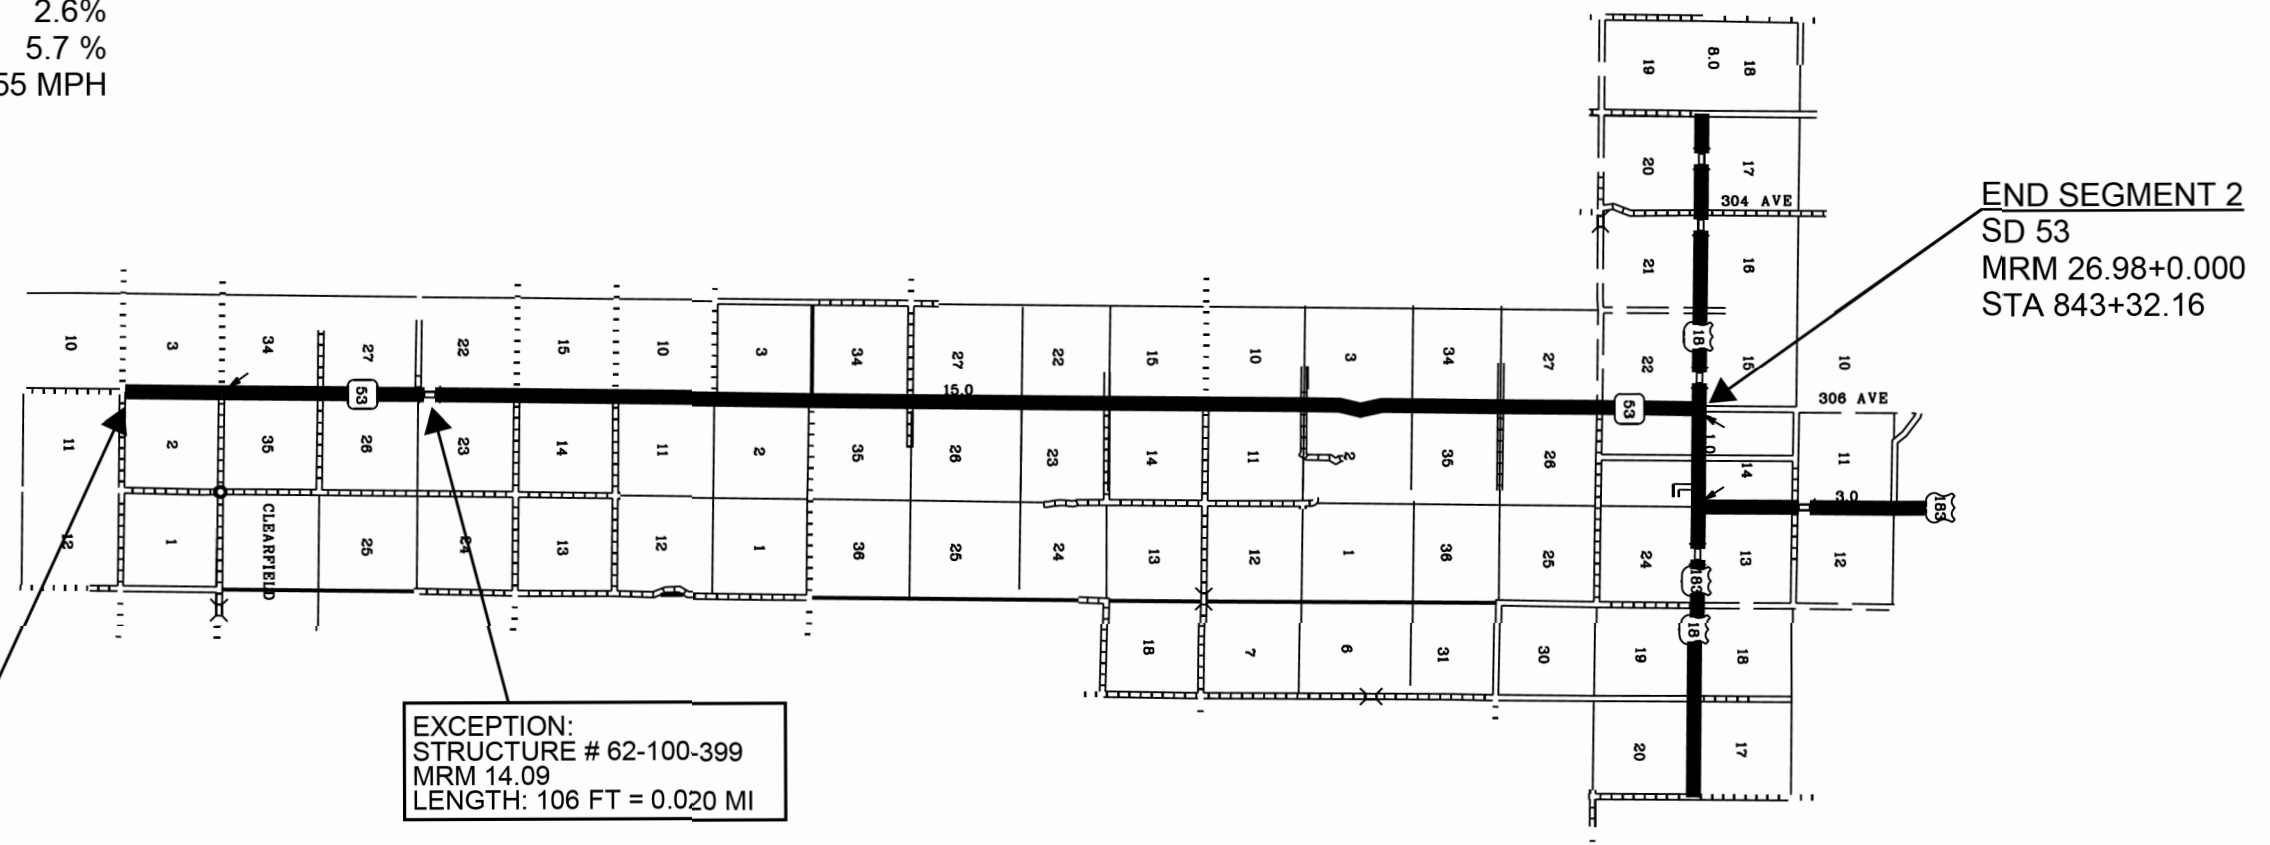 2.6%
5.7 %
55 MPH
19 8.0 18
20 17
304 AVE
21 16
END SEGMENT 2
SD 53
MRM 26.98+0.000
STA 843+32.16
18
10 3 34 27 22 15 10 3 34 27 22 15 10 3 34 27 22 15 10
53
15.0
53
306 AVE
1.0
11 2 35 26 23 14 11 2 35 26 23 14 11 2 35 26 14 11
3.0
183
12 1 CLEARFIELD 25 24 13 12 1 36 25 24 13 12 1 36 25 24 13 12
183
18
18 7 6 31 30 19 18
20 17
EXCEPTION:
STRUCTURE # 62-100-399
MRM 14.09
LENGTH: 106 FT = 0.020 MI